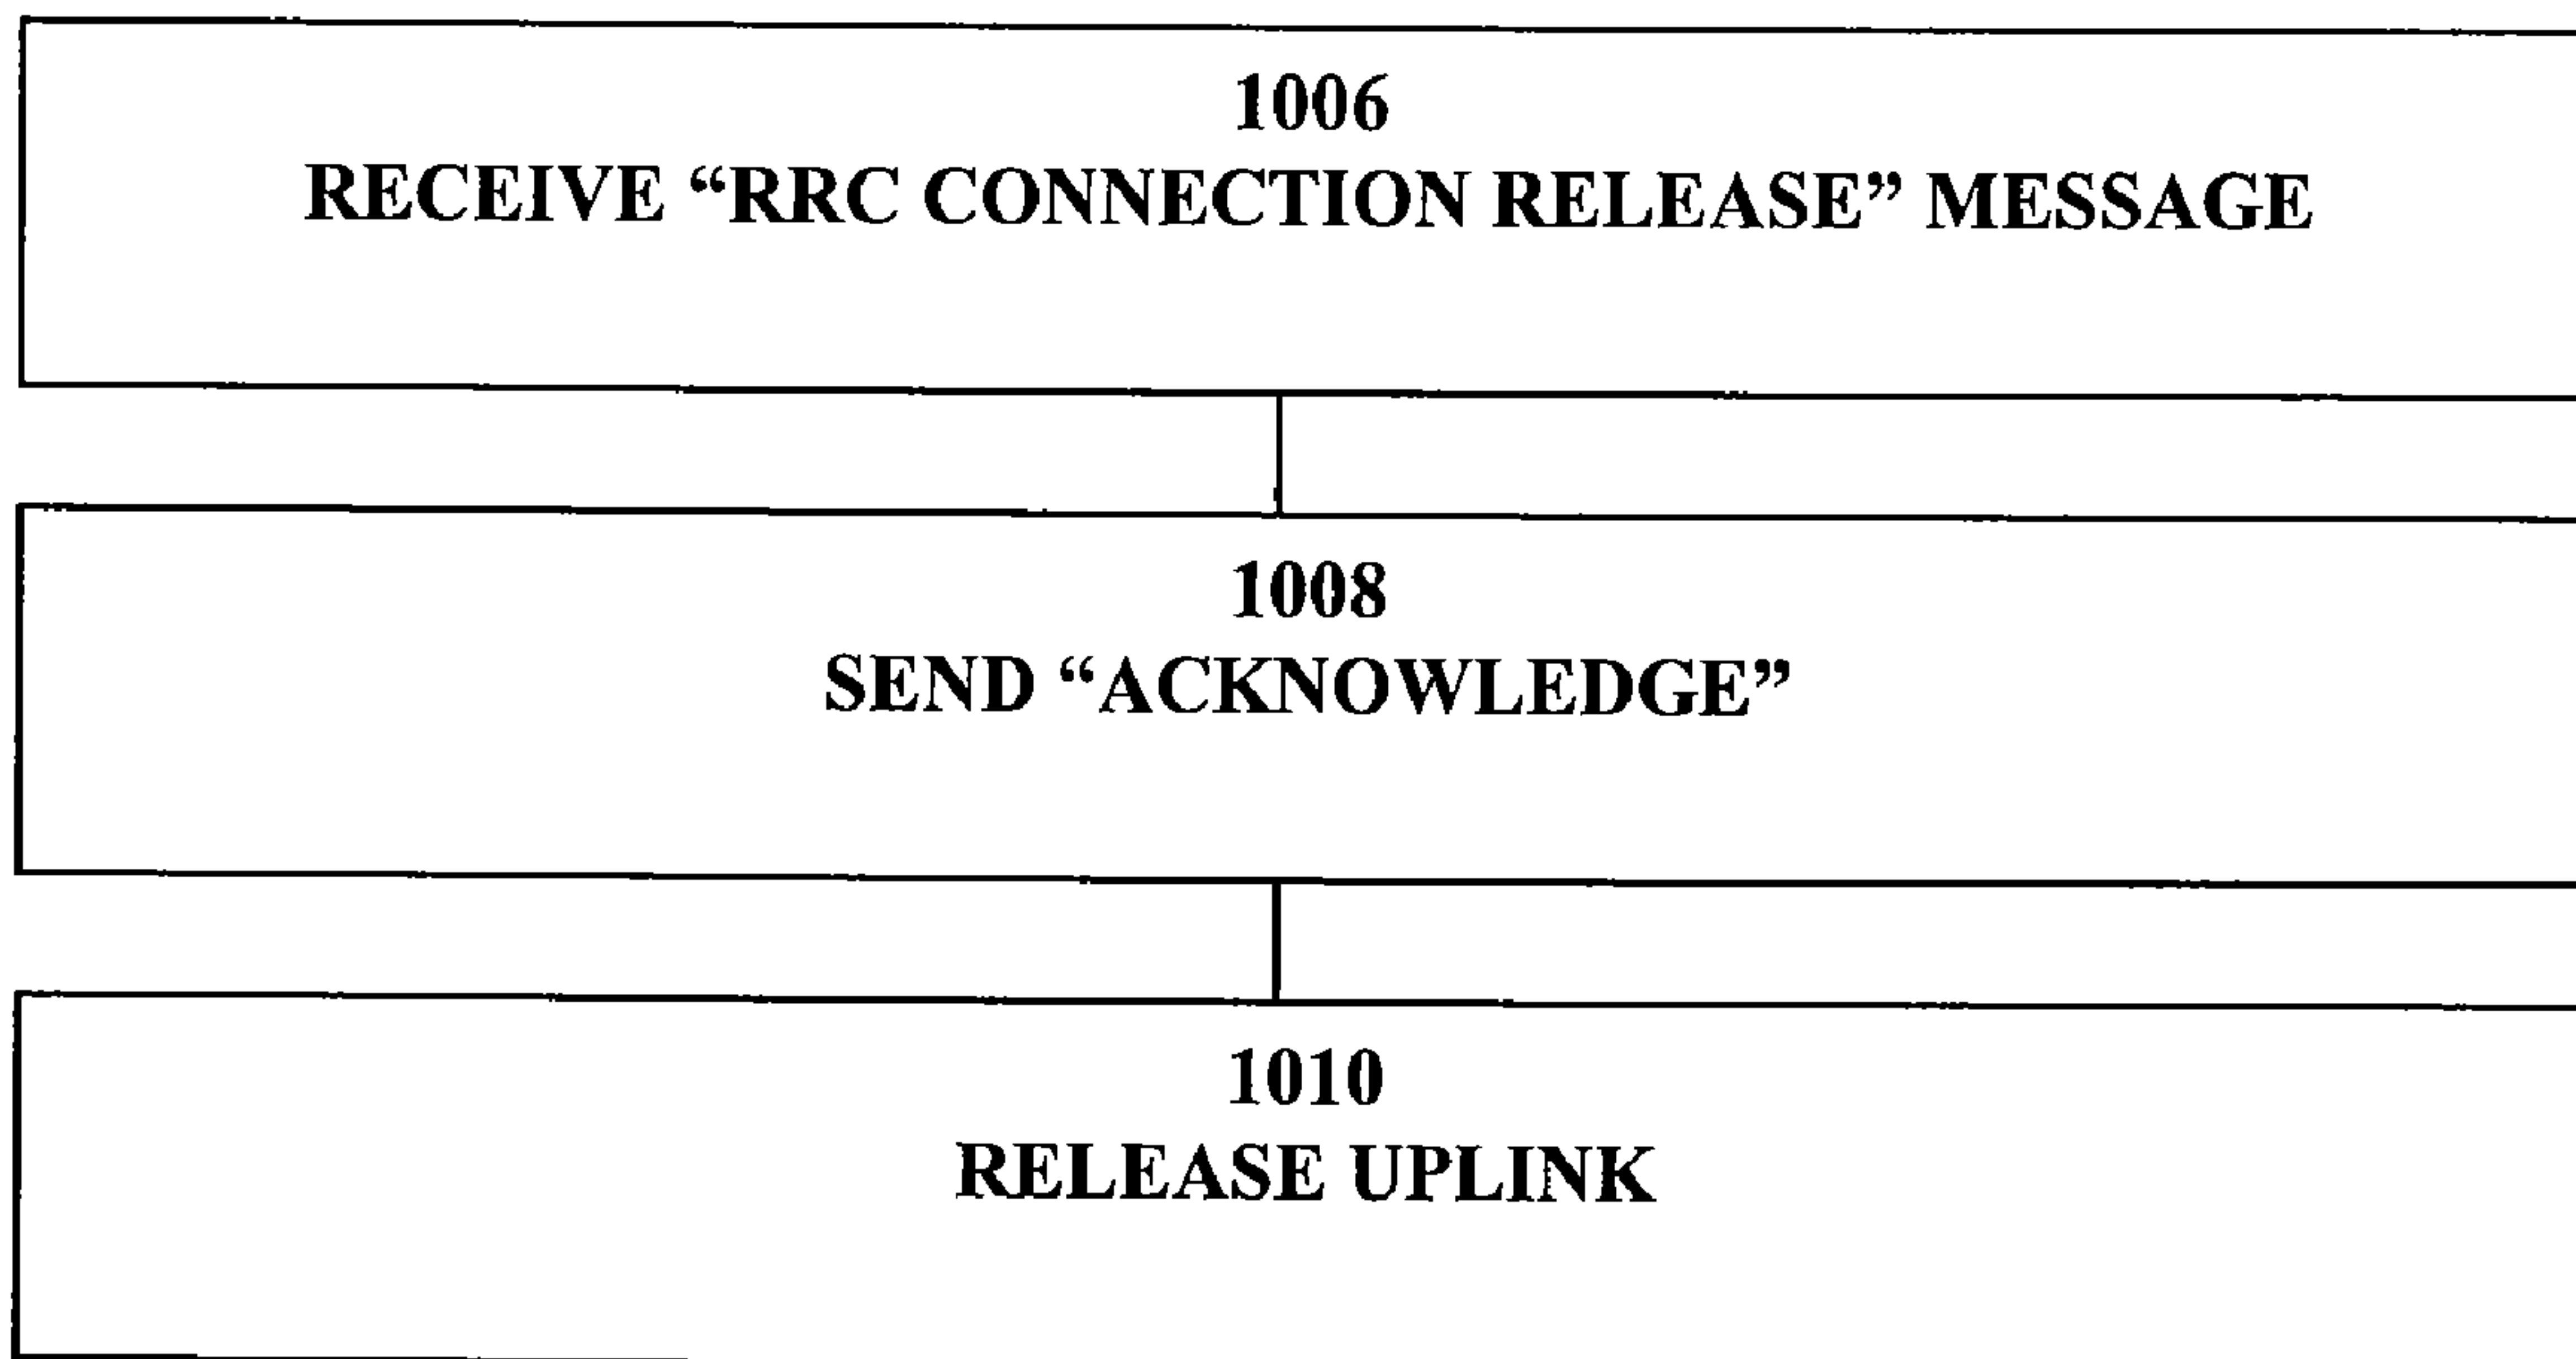 1006
RECEIVE “RRC CONNECTION RELEASE” MESSAGE
1008
SEND “ACKNOWLEDGE”
1010
RELEASE UPLINK